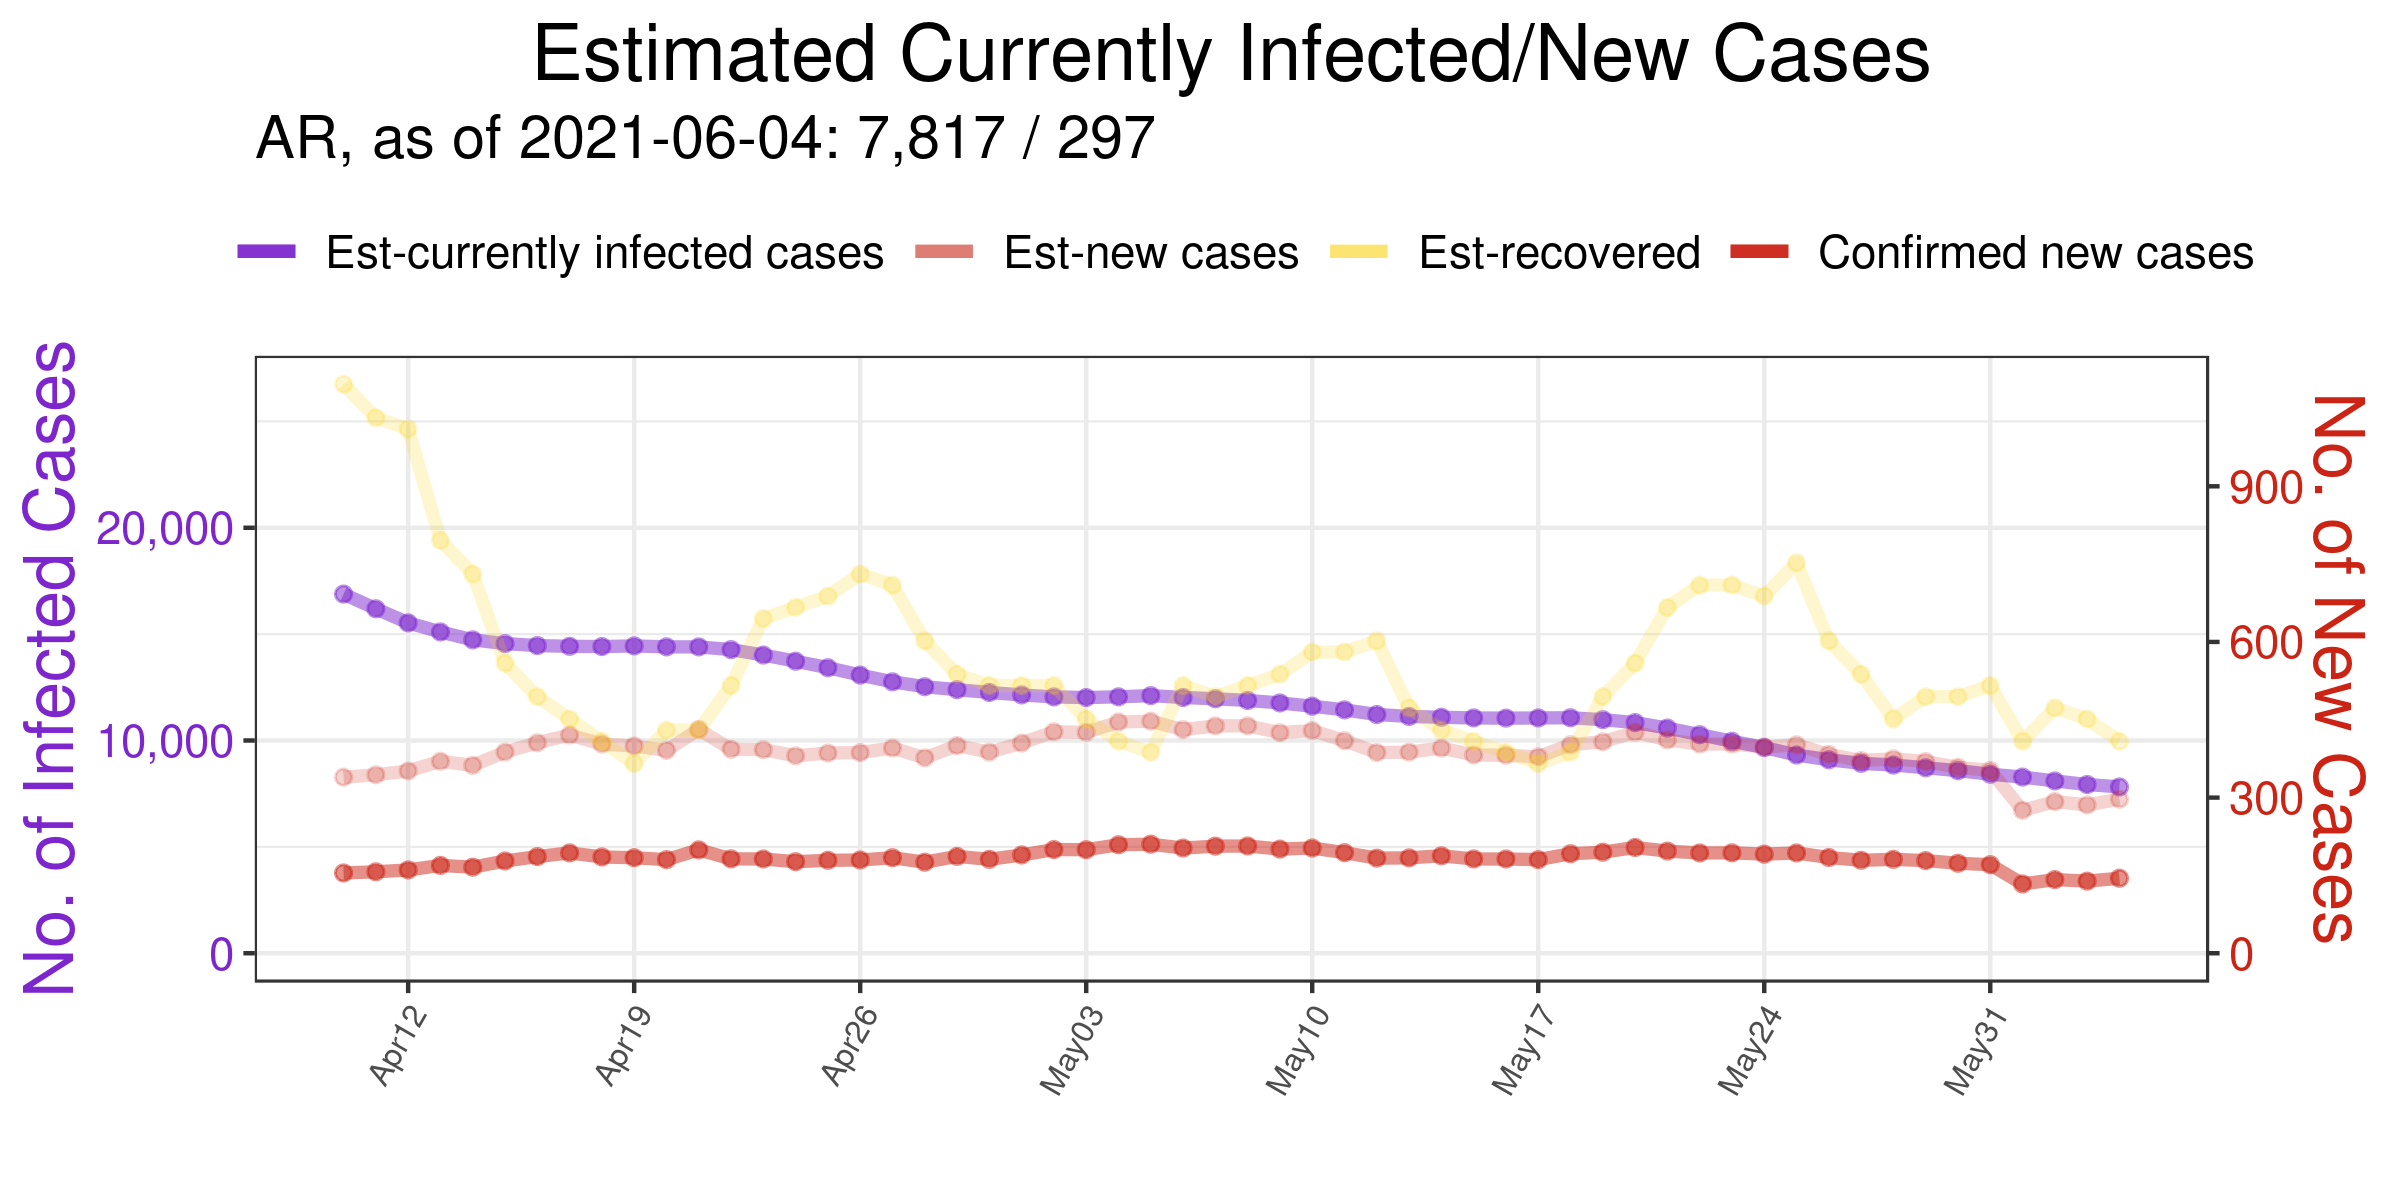 Estimated Currently Infected/New Cases
AR, as of 2021-06-04: 7,817 / 297
Est-currently infected cases Est-new cases Est-recovered Confirmed new cases
No. of Infected Cases
20,000
10,000
0
900
600
300
0
No. of New Cases
Apr12 Apr19 Apr26 May03 May10 May17 May24 May31